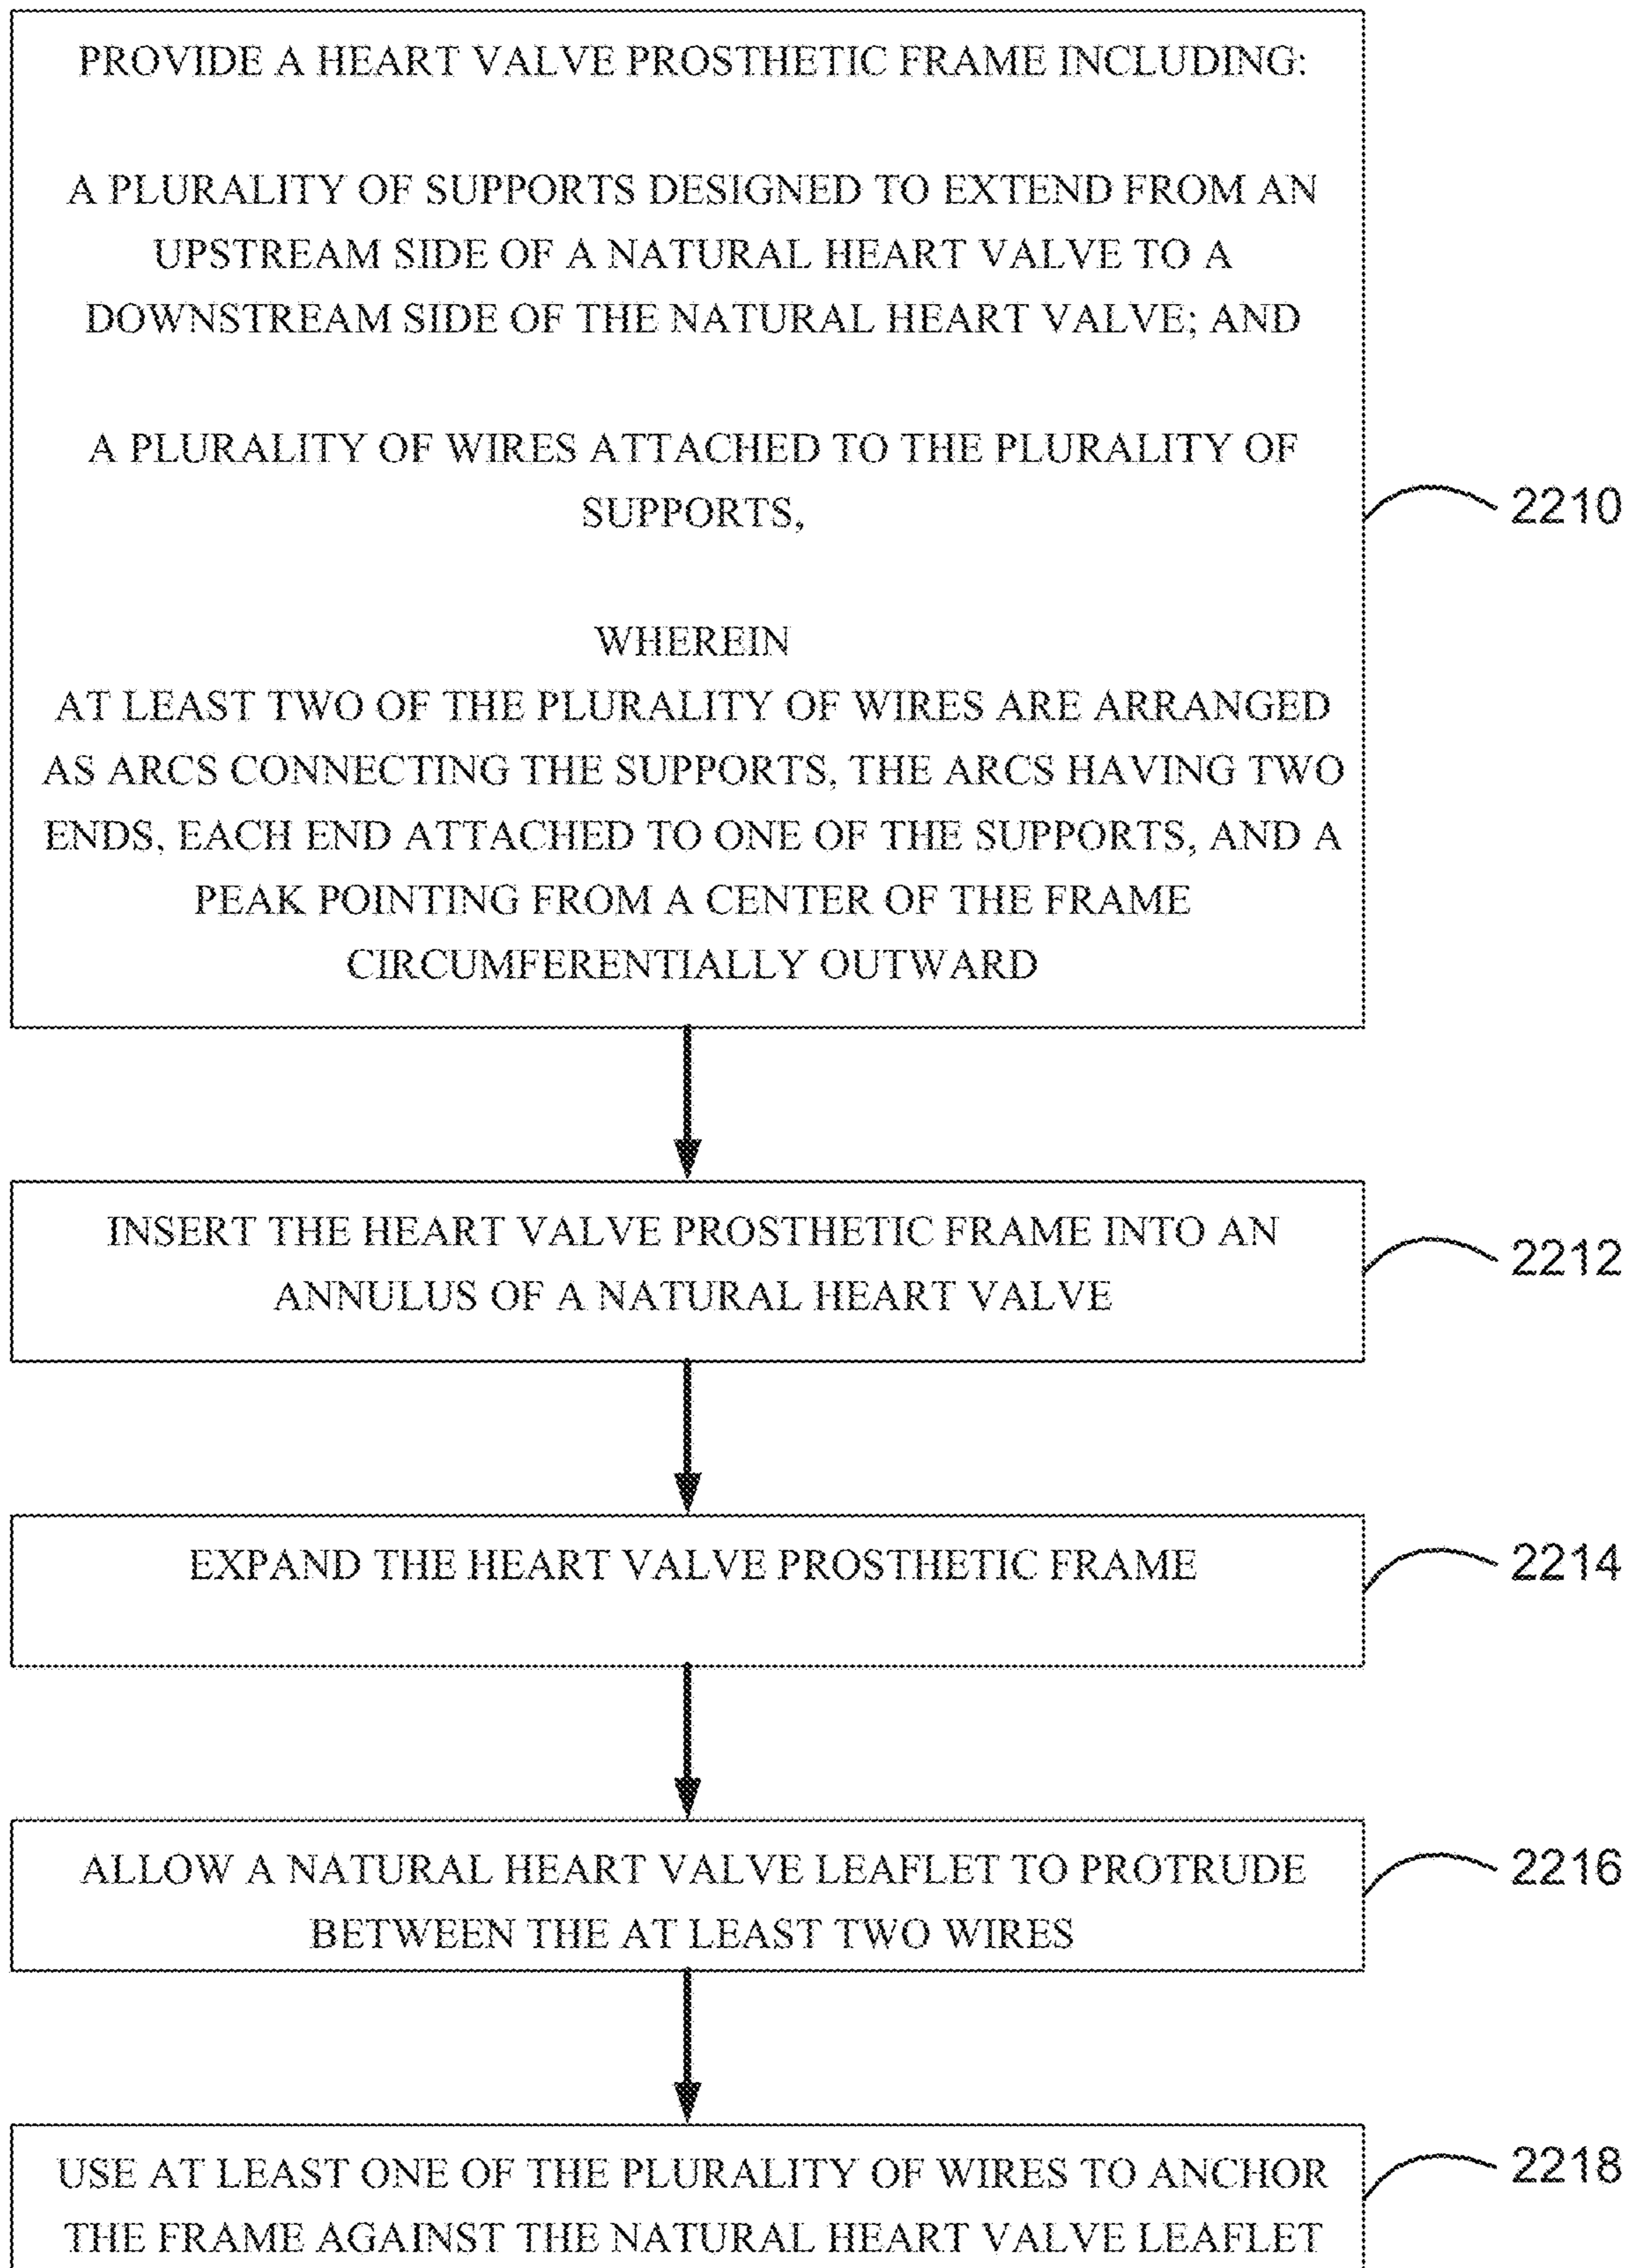 PROVIDE A HEART VALVE PROSTHETIC FRAME INCLUDING:
A PLURALITY OF SUPPORTS DESIGNED TO EXTEND FROM AN
UPSTREAM SIDE OF A NATURAL HEART VALVE TO A
DOWNSTREAM SIDE OF THE NATURAL HEART VALVE; AND
A PLURALITY OF WIRES ATTACHED TO THE PLURALITY OF
SUPPORTS,
2210
WHEREIN
AT LEAST TWO OF THE PLURALITY OF WIRES ARE ARRANGED
AS ARCS CONNECTING THE SUPPORTS, THE ARCS HAVING TWO
ENDS, EACH END ATTACHED TO ONE OF THE SUPPORTS, AND A
PEAK POINTING FROM A CENTER OF THE FRAME
CIRCUMFERENTIALLY OUTWARD
INSERT THE HEART VALVE PROSTHETIC FRAME INTO AN
ANNULUS OF A NATURAL HEART VALVE
2212
EXPAND THE HEART VALVE PROSTHETIC FRAME
2214
ALLOW A NATURAL HEART VALVE LEAFLET TO PROTRUDE
BETWEEN THE AT LEAST TWO WIRES
2216
USE AT LEAST ONE OF THE PLURALITY OF WIRES TO ANCHOR
THE FRAME AGAINST THE NATURAL HEART VALVE LEAFLET
2218